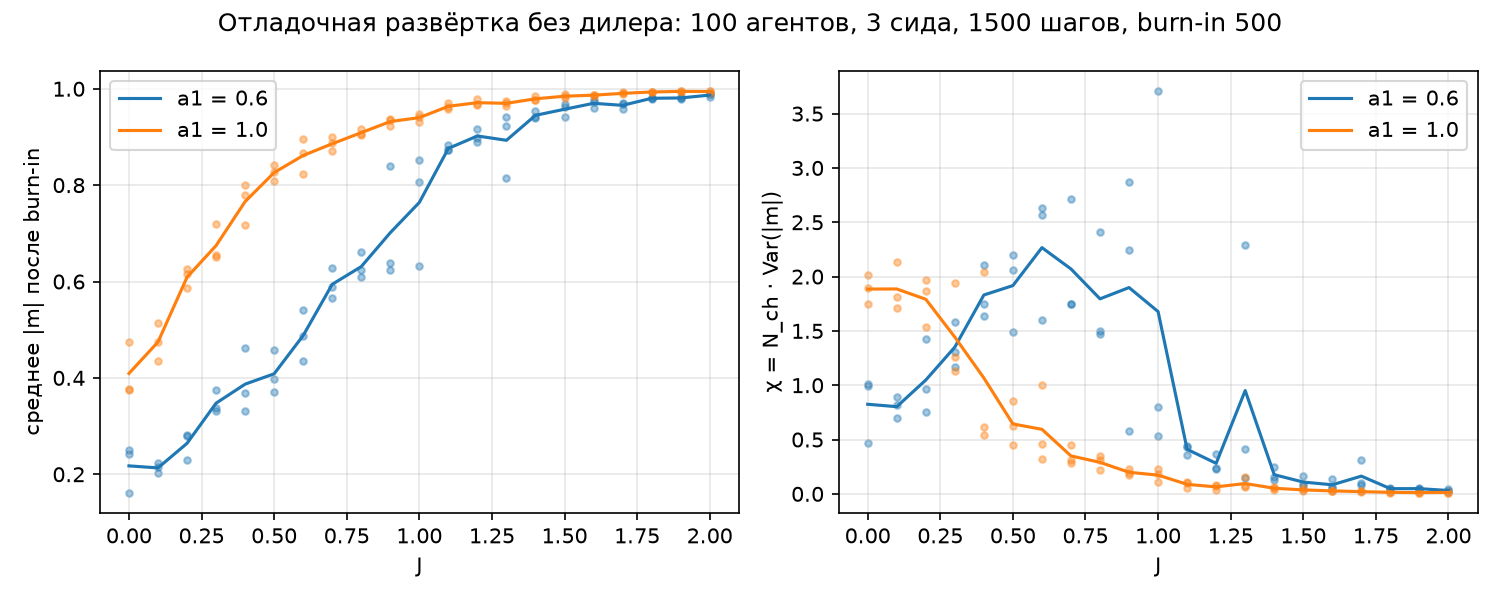 Отладочная развёртка без дилера: 100 агентов, 3 сида, 1500 шагов, burn-in 500
среднее |m| после burn-in
1.0
0.8
0.6
0.4
0.2
a1 = 0.6
a1 = 1.0
0.00 0.25 0.50 0.75 1.00 1.25 1.50 1.75 2.00
J
χ = N_ch · Var(|m|)
3.5
3.0
2.5
2.0
1.5
1.0
0.5
0.0
a1 = 0.6
a1 = 1.0
0.00 0.25 0.50 0.75 1.00 1.25 1.50 1.75 2.00
J